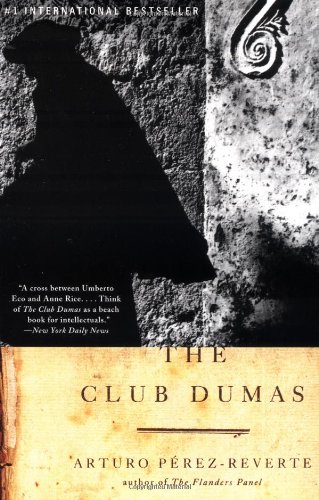 #1 INTERNATIONAL BESTSELLER
"A cross between Umberto
Eco and Anne Rice. . . . Think
of The Club Dumas as a beach
book for intellectuals."
—New York Daily News
THE
CLUB DUMAS
ARTURO PÉREZ-REVERTE
author of The Flanders Panel